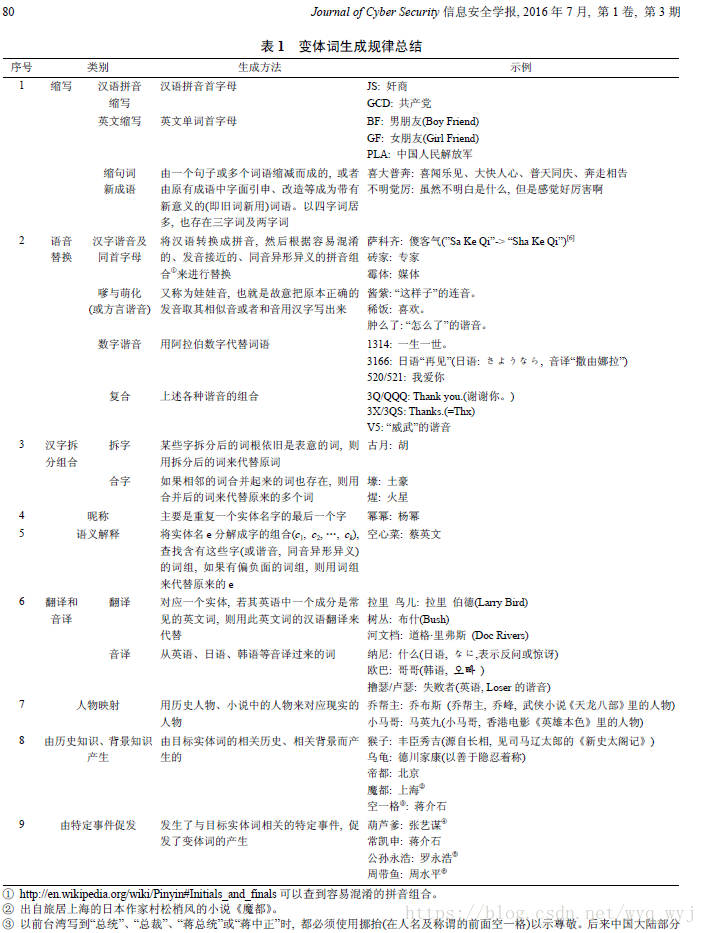 80 Journal of Cyber Security 信息安全学报, 2016 年 7 月, 第 1 卷, 第 3 期
表 1 变体词生成规律总结
序号 类别 生成方法 示例
1 缩写 汉语拼音 汉语拼音首字母 JS: 奸商
缩写 GCD: 共产党
英文缩写 英文单词首字母 BF: 男朋友(Boy Friend)
GF: 女朋友(Girl Friend)
PLA: 中国人民解放军
缩句词 由一个句子或多个词语缩减而成的, 或者 喜大普奔: 喜闻乐见、大快人心、普天同庆、奔走相告
新成语 由原有成语中字面引申、改造等成为带有 不明觉厉: 虽然不明白是什么, 但是感觉好厉害啊
新意义的(即旧词新用)词语。以四字词居
多, 也存在三字词及两字词
2 语音 汉字谐音及 将汉语转换成拼音, 然后根据容易混淆 萨科齐: 傻客气("Sa Ke Qi"-> "Sha Ke Qi")[6]
替换 同首字母 的、发音接近的、同音异形异义的拼音组 砖家: 专家
合①来进行替换 霉体: 媒体
嗲与萌化 又称为娃娃音, 也就是故意把原本正确的 酱紫: "这样子"的连音。
(或方言谐音) 发音取其相似音或者和音用汉字写出来 稀饭: 喜欢。
肿么了: "怎么了"的谐音。
数字谐音 用阿拉伯数字代替词语 1314: 一生一世。
3166: 日语"再见"(日语: さようなら, 音译"撒由娜拉")
520/521: 我爱你
复合 上述各种谐音的组合 3Q/QQQ: Thank you.(谢谢你。)
3X/3QS: Thanks.(=Thx)
V5: "威武"的谐音
3 汉字拆 拆字 某些字拆分后的词根依旧是表意的词, 则 古月: 胡
分组合 用拆分后的词来代替原词
合字 如果相邻的词合并起来的词也存在, 则用 壕: 土豪
合并后的词来代替原来的多个词 煋: 火星
4 昵称 主要是重复一个实体名字的最后一个字 幂幂: 杨幂
5 语义解释 将实体名 e 分解成字的组合(c1, c2, …, ck), 空心菜: 蔡英文
查找含有这些字(或谐音, 同音异形异义)
的词组, 如果有偏负面的词组, 则用词组
来代替原来的 e
6 翻译和 翻译 对应一个实体, 若其英语中一个成分是常 拉里 鸟儿: 拉里 伯德(Larry Bird)
音译 见的英文词, 则用此英文词的汉语翻译来 树丛: 布什(Bush)
代替 河文档: 道格·里弗斯 (Doc Rivers)
音译 从英语、日语、韩语等音译过来的词 纳尼: 什么(日语, なに,表示反问或惊讶)
欧巴: 哥哥(韩语, 오빠 )
撸瑟/卢瑟: 失败者(英语, Loser 的谐音)
7 人物映射 用历史人物、小说中的人物来对应现实的 乔帮主: 乔布斯 (乔帮主, 乔峰, 武侠小说《天龙八部》里的人物)
人物 小马哥: 马英九(小马哥, 香港电影《英雄本色》里的人物)
8 由历史知识、背景知识 由目标实体词的相关历史、相关背景而产 猴子: 丰臣秀吉(源自长相, 见司马辽太郎的《新史太阁记》)
产生 生的 乌龟: 德川家康(以善于隐忍着称)
帝都: 北京
魔都: 上海②
空一格③: 蒋介石
9 由特定事件促发 发生了与目标实体词相关的特定事件, 促 葫芦爹: 张艺谋④
发了变体词的产生 常凯申: 蒋介石
公孙永浩: 罗永浩⑤
周带鱼: 周水平⑥
① http://en.wikipedia.org/wiki/Pinyin#Initials_and_finals 可以查到容易混淆的拼音组合。
② 出自旅居上海的日本作家村松梢风的小说《魔都》。
https://blog.csdn.net/wyq_wyj
③ 以前台湾写到"总统"、"总裁"、"蒋总统"或"蒋中正"时, 都必须使用挪抬(在人名及称谓的前面空一格)以示尊敬。后来中国大陆部分